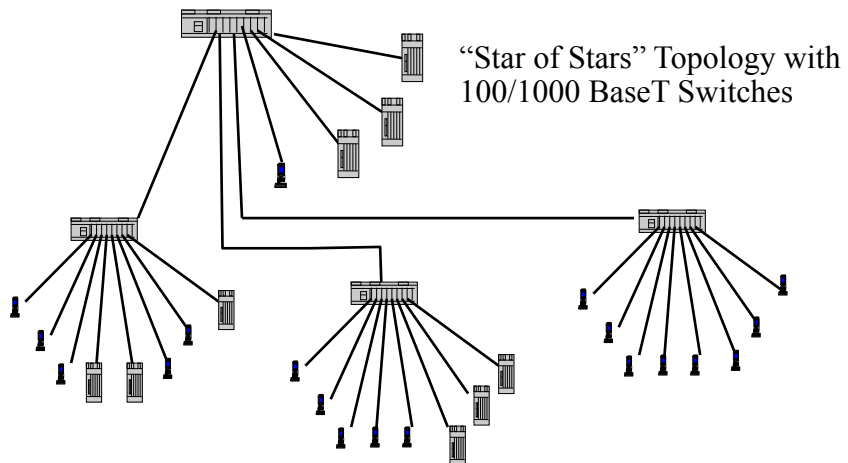 “Star of Stars” Topology with
100/1000 BaseT Switches